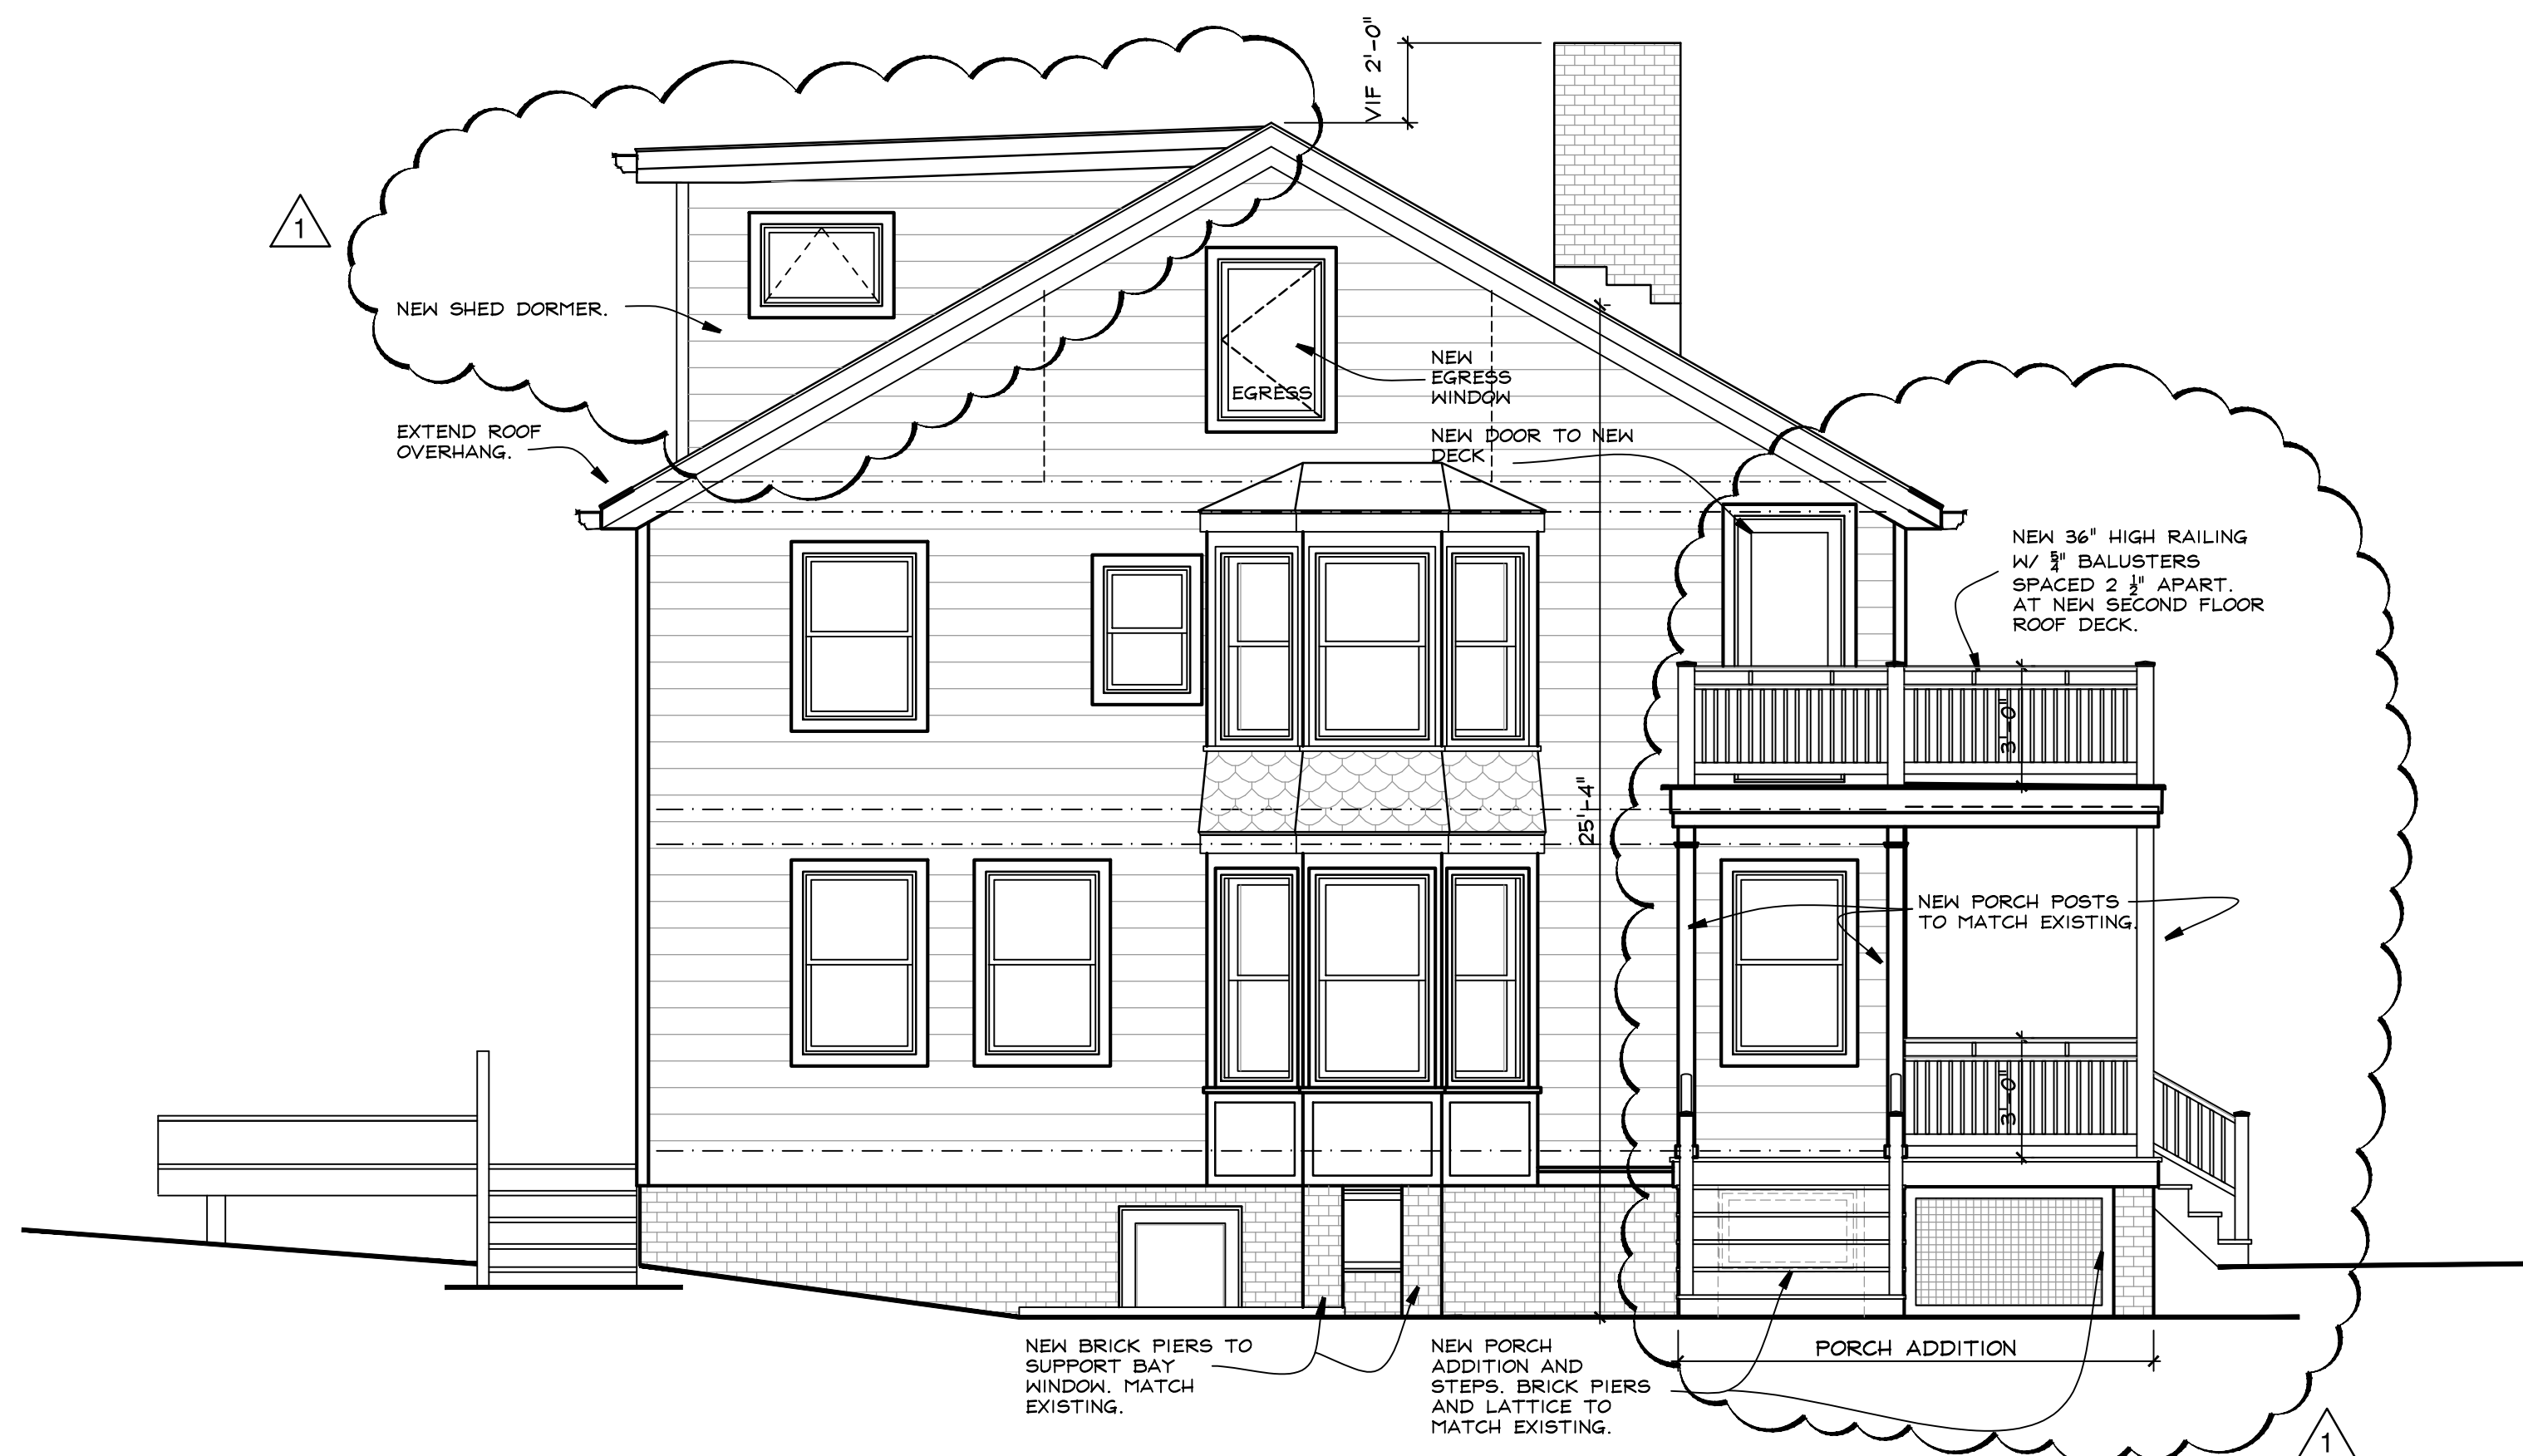 VIF 2'-0"
1
NEW SHED DORMER.
NEW
EGRESS
WINDOW
EGRESS
EXTEND ROOF
OVERHANG.
NEW DOOR TO NEW
DECK
NEW 36" HIGH RAILING
W/ 5/4" BALUSTERS
SPACED 2 1/2" APART.
AT NEW SECOND FLOOR
ROOF DECK.
3'-0"
25'-4"
NEW PORCH POSTS
TO MATCH EXISTING.
3'-0"
NEW BRICK PIERS TO
SUPPORT BAY
WINDOW. MATCH
EXISTING.
NEW PORCH
ADDITION AND
STEPS. BRICK PIERS
AND LATTICE TO
MATCH EXISTING.
PORCH ADDITION
1